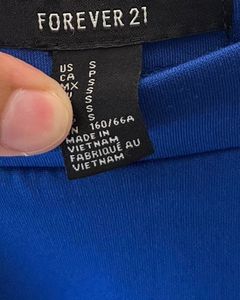 FOREVER 21
US S
CA P
MX S
S
S
S
160/66A
MADE IN
VIETNAM
FABRIQUÉ AU
VIETNAM